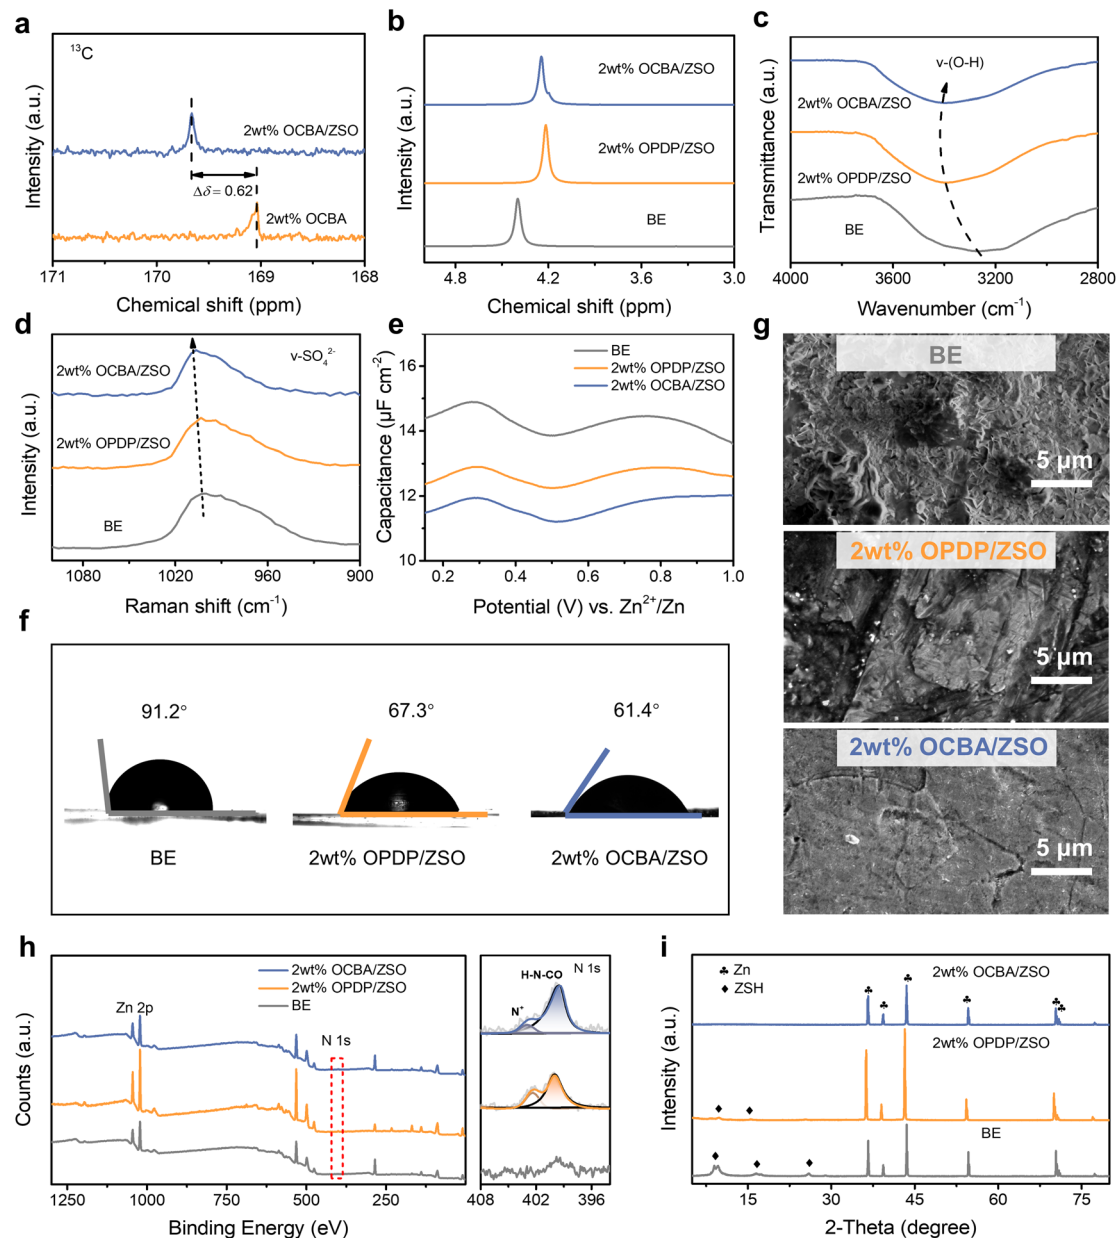 a
¹³C
2wt% OCBA/ZSO
Δδ = 0.62
2wt% OCBA
Intensity (a.u.)
171 170 169 168
Chemical shift (ppm)
b
2wt% OCBA/ZSO
2wt% OPDP/ZSO
BE
Intensity (a.u.)
4.8 4.2 3.6 3.0
Chemical shift (ppm)
c
v-(O-H)
2wt% OCBA/ZSO
2wt% OPDP/ZSO
BE
Transmittance (a.u.)
4000 3600 3200 2800
Wavenumber (cm⁻¹)
d
v-SO₄²⁻
2wt% OCBA/ZSO
2wt% OPDP/ZSO
BE
Intensity (a.u.)
1080 1020 960 900
Raman shift (cm⁻¹)
e
BE
2wt% OPDP/ZSO
2wt% OCBA/ZSO
Capacitance (µF cm⁻²)
16
14
12
10
0.2 0.4 0.6 0.8 1.0
Potential (V) vs. Zn²⁺/Zn
f
91.2° 67.3° 61.4°
BE 2wt% OPDP/ZSO 2wt% OCBA/ZSO
g
BE
5 µm
2wt% OPDP/ZSO
5 µm
2wt% OCBA/ZSO
5 µm
h
2wt% OCBA/ZSO
2wt% OPDP/ZSO
BE
Zn 2p
N 1s
Counts (a.u.)
1250 1000 750 500 250
Binding Energy (eV)
H-N-CO N 1s
N⁺
408 402 396
i
♣ Zn
♦ ZSH
2wt% OCBA/ZSO
2wt% OPDP/ZSO
BE
Intensity (a.u.)
15 30 45 60 75
2-Theta (degree)